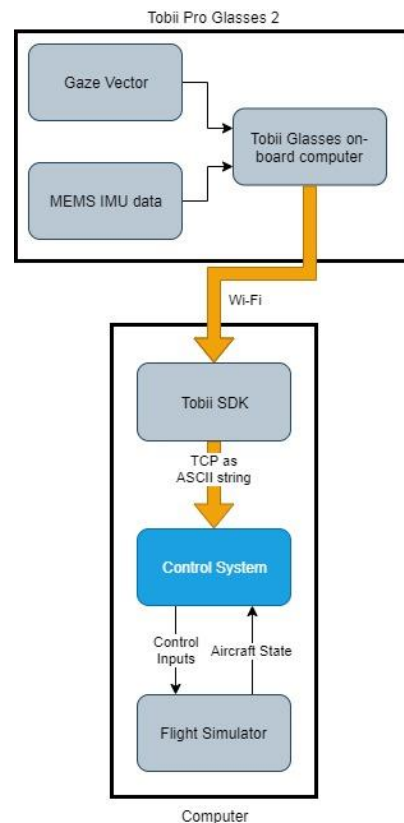 Tobii Pro Glasses 2
Gaze Vector
MEMS IMU data
Tobii Glasses on-
board computer
Wi-Fi
Tobii SDK
TCP as
ASCII string
Control System
Control
Inputs
Aircraft State
Flight Simulator
Computer